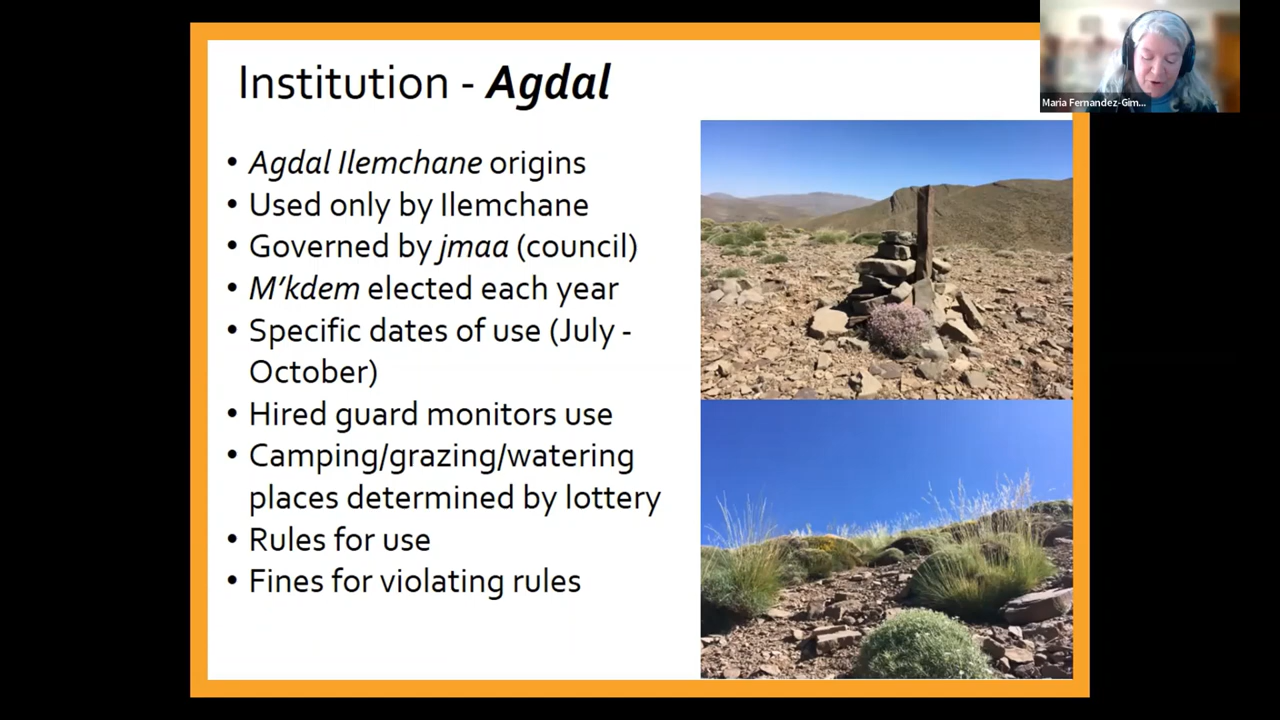 Institution - Agdal
Maria Fernandez-Gim...
• Agdal Ilemchane origins
• Used only by Ilemchane
• Governed by jmaa (council)
• M'kdem elected each year
• Specific dates of use (July -
October)
• Hired guard monitors use
• Camping/grazing/watering
places determined by lottery
• Rules for use
• Fines for violating rules